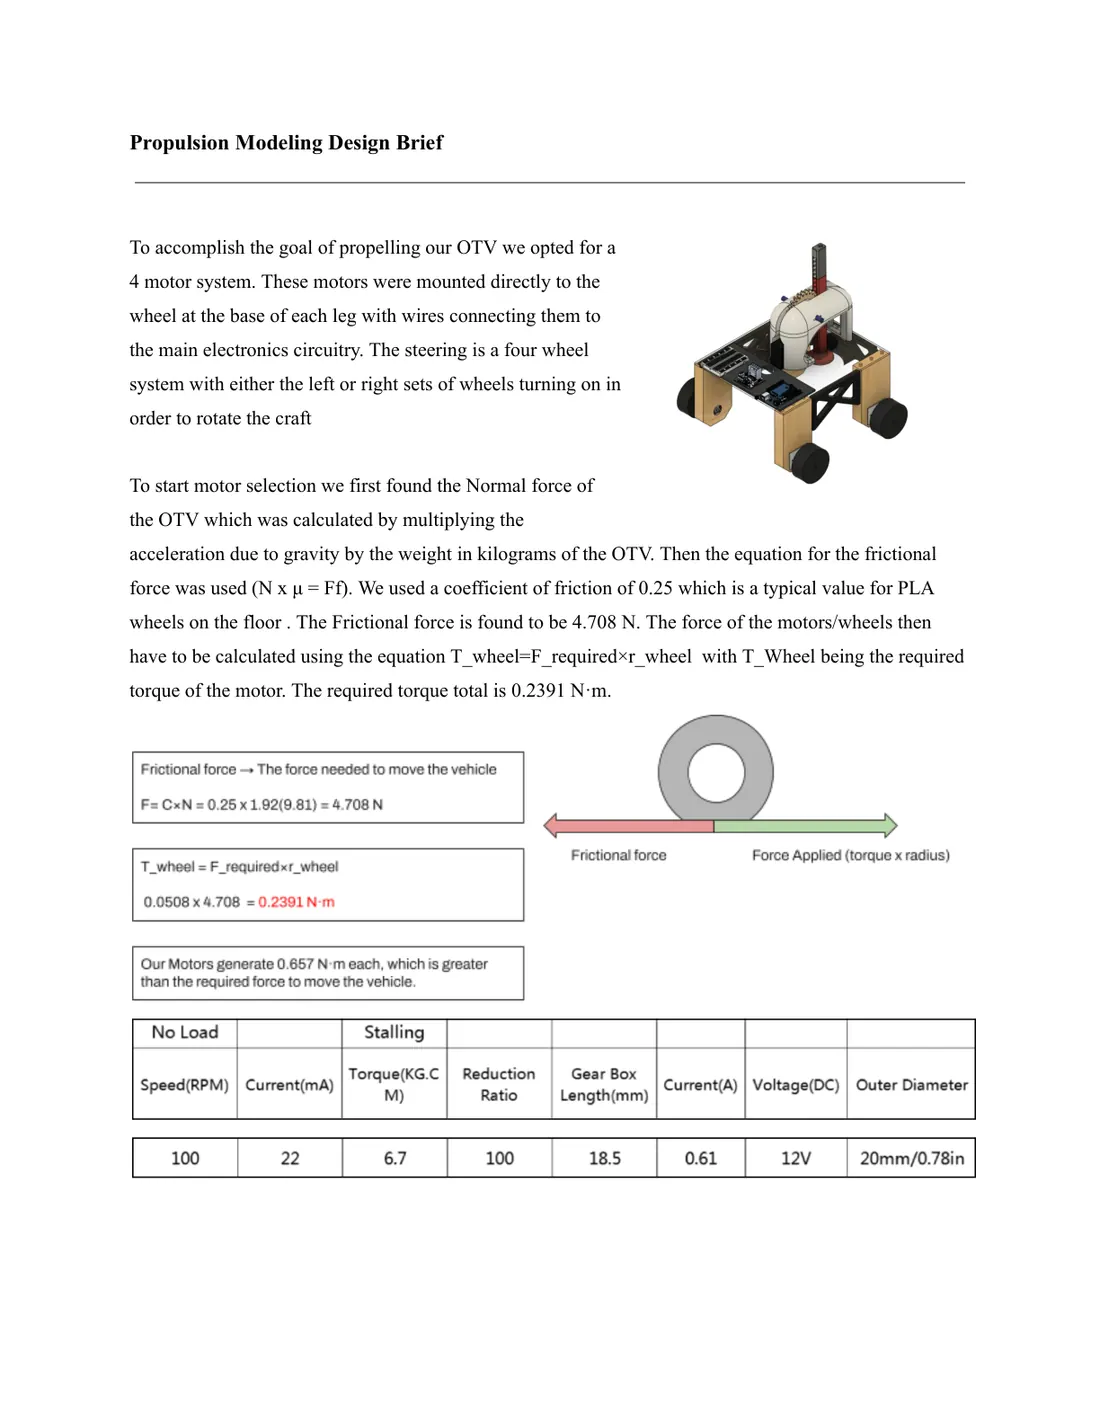 Propulsion Modeling Design Brief
To accomplish the goal of propelling our OTV we opted for a
4 motor system. These motors were mounted directly to the
wheel at the base of each leg with wires connecting them to
the main electronics circuitry. The steering is a four wheel
system with either the left or right sets of wheels turning on in
order to rotate the craft
To start motor selection we first found the Normal force of
the OTV which was calculated by multiplying the
acceleration due to gravity by the weight in kilograms of the OTV. Then the equation for the frictional
force was used (N x μ = Ff). We used a coefficient of friction of 0.25 which is a typical value for PLA
wheels on the floor . The Frictional force is found to be 4.708 N. The force of the motors/wheels then
have to be calculated using the equation T_wheel=F_required×r_wheel  with T_Wheel being the required
torque of the motor. The required torque total is 0.2391 N·m.
Frictional force → The force needed to move the vehicle
F= C×N = 0.25 x 1.92(9.81) = 4.708 N
T_wheel = F_required×r_wheel
0.0508 x 4.708  = 0.2391 N·m
Our Motors generate 0.657 N·m each, which is greater
than the required force to move the vehicle.
Frictional force
Force Applied (torque x radius)
No Load Stalling
Speed(RPM) Current(mA) Torque(KG.C
M) Reduction
Ratio Gear Box
Length(mm) Current(A) Voltage(DC) Outer Diameter
100 22 6.7 100 18.5 0.61 12V 20mm/0.78in